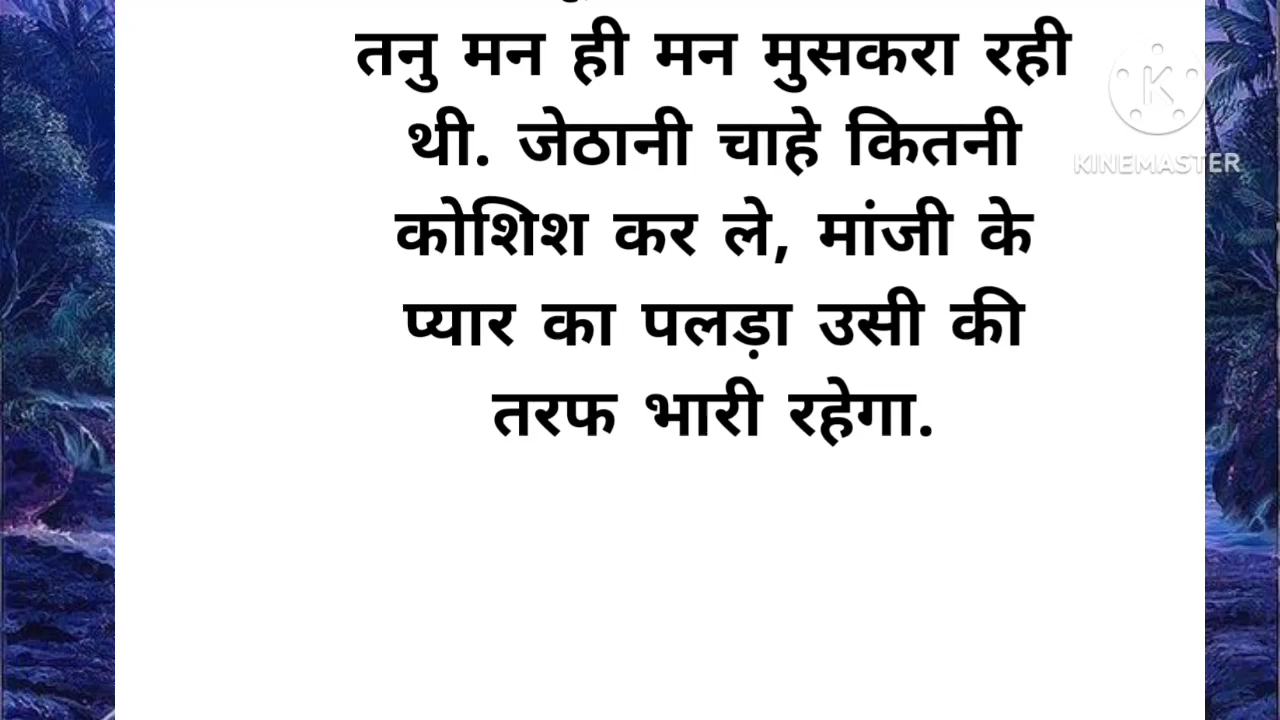 तनु मन ही मन मुसकरा रही
थी. जेठानी चाहे कितनी
कोशिश कर ले, मांजी के
प्यार का पलड़ा उसी की
तरफ भारी रहेगा.
K
KINEMASTER